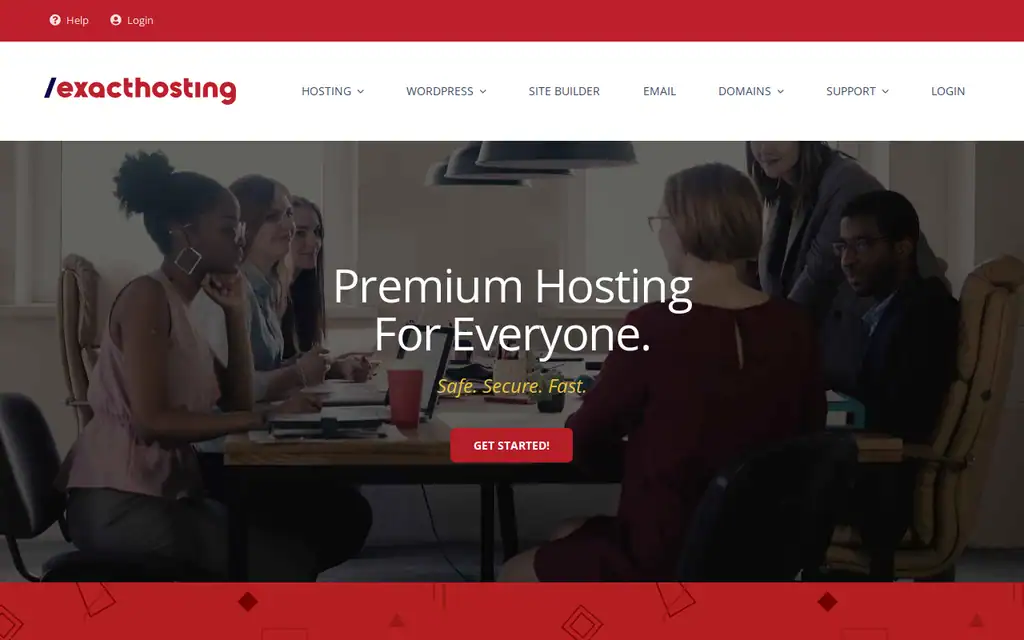 Help Login
/exacthosting
HOSTING WORDPRESS SITE BUILDER EMAIL DOMAINS SUPPORT LOGIN
Premium Hosting
For Everyone.
Safe. Secure. Fast.
GET STARTED!